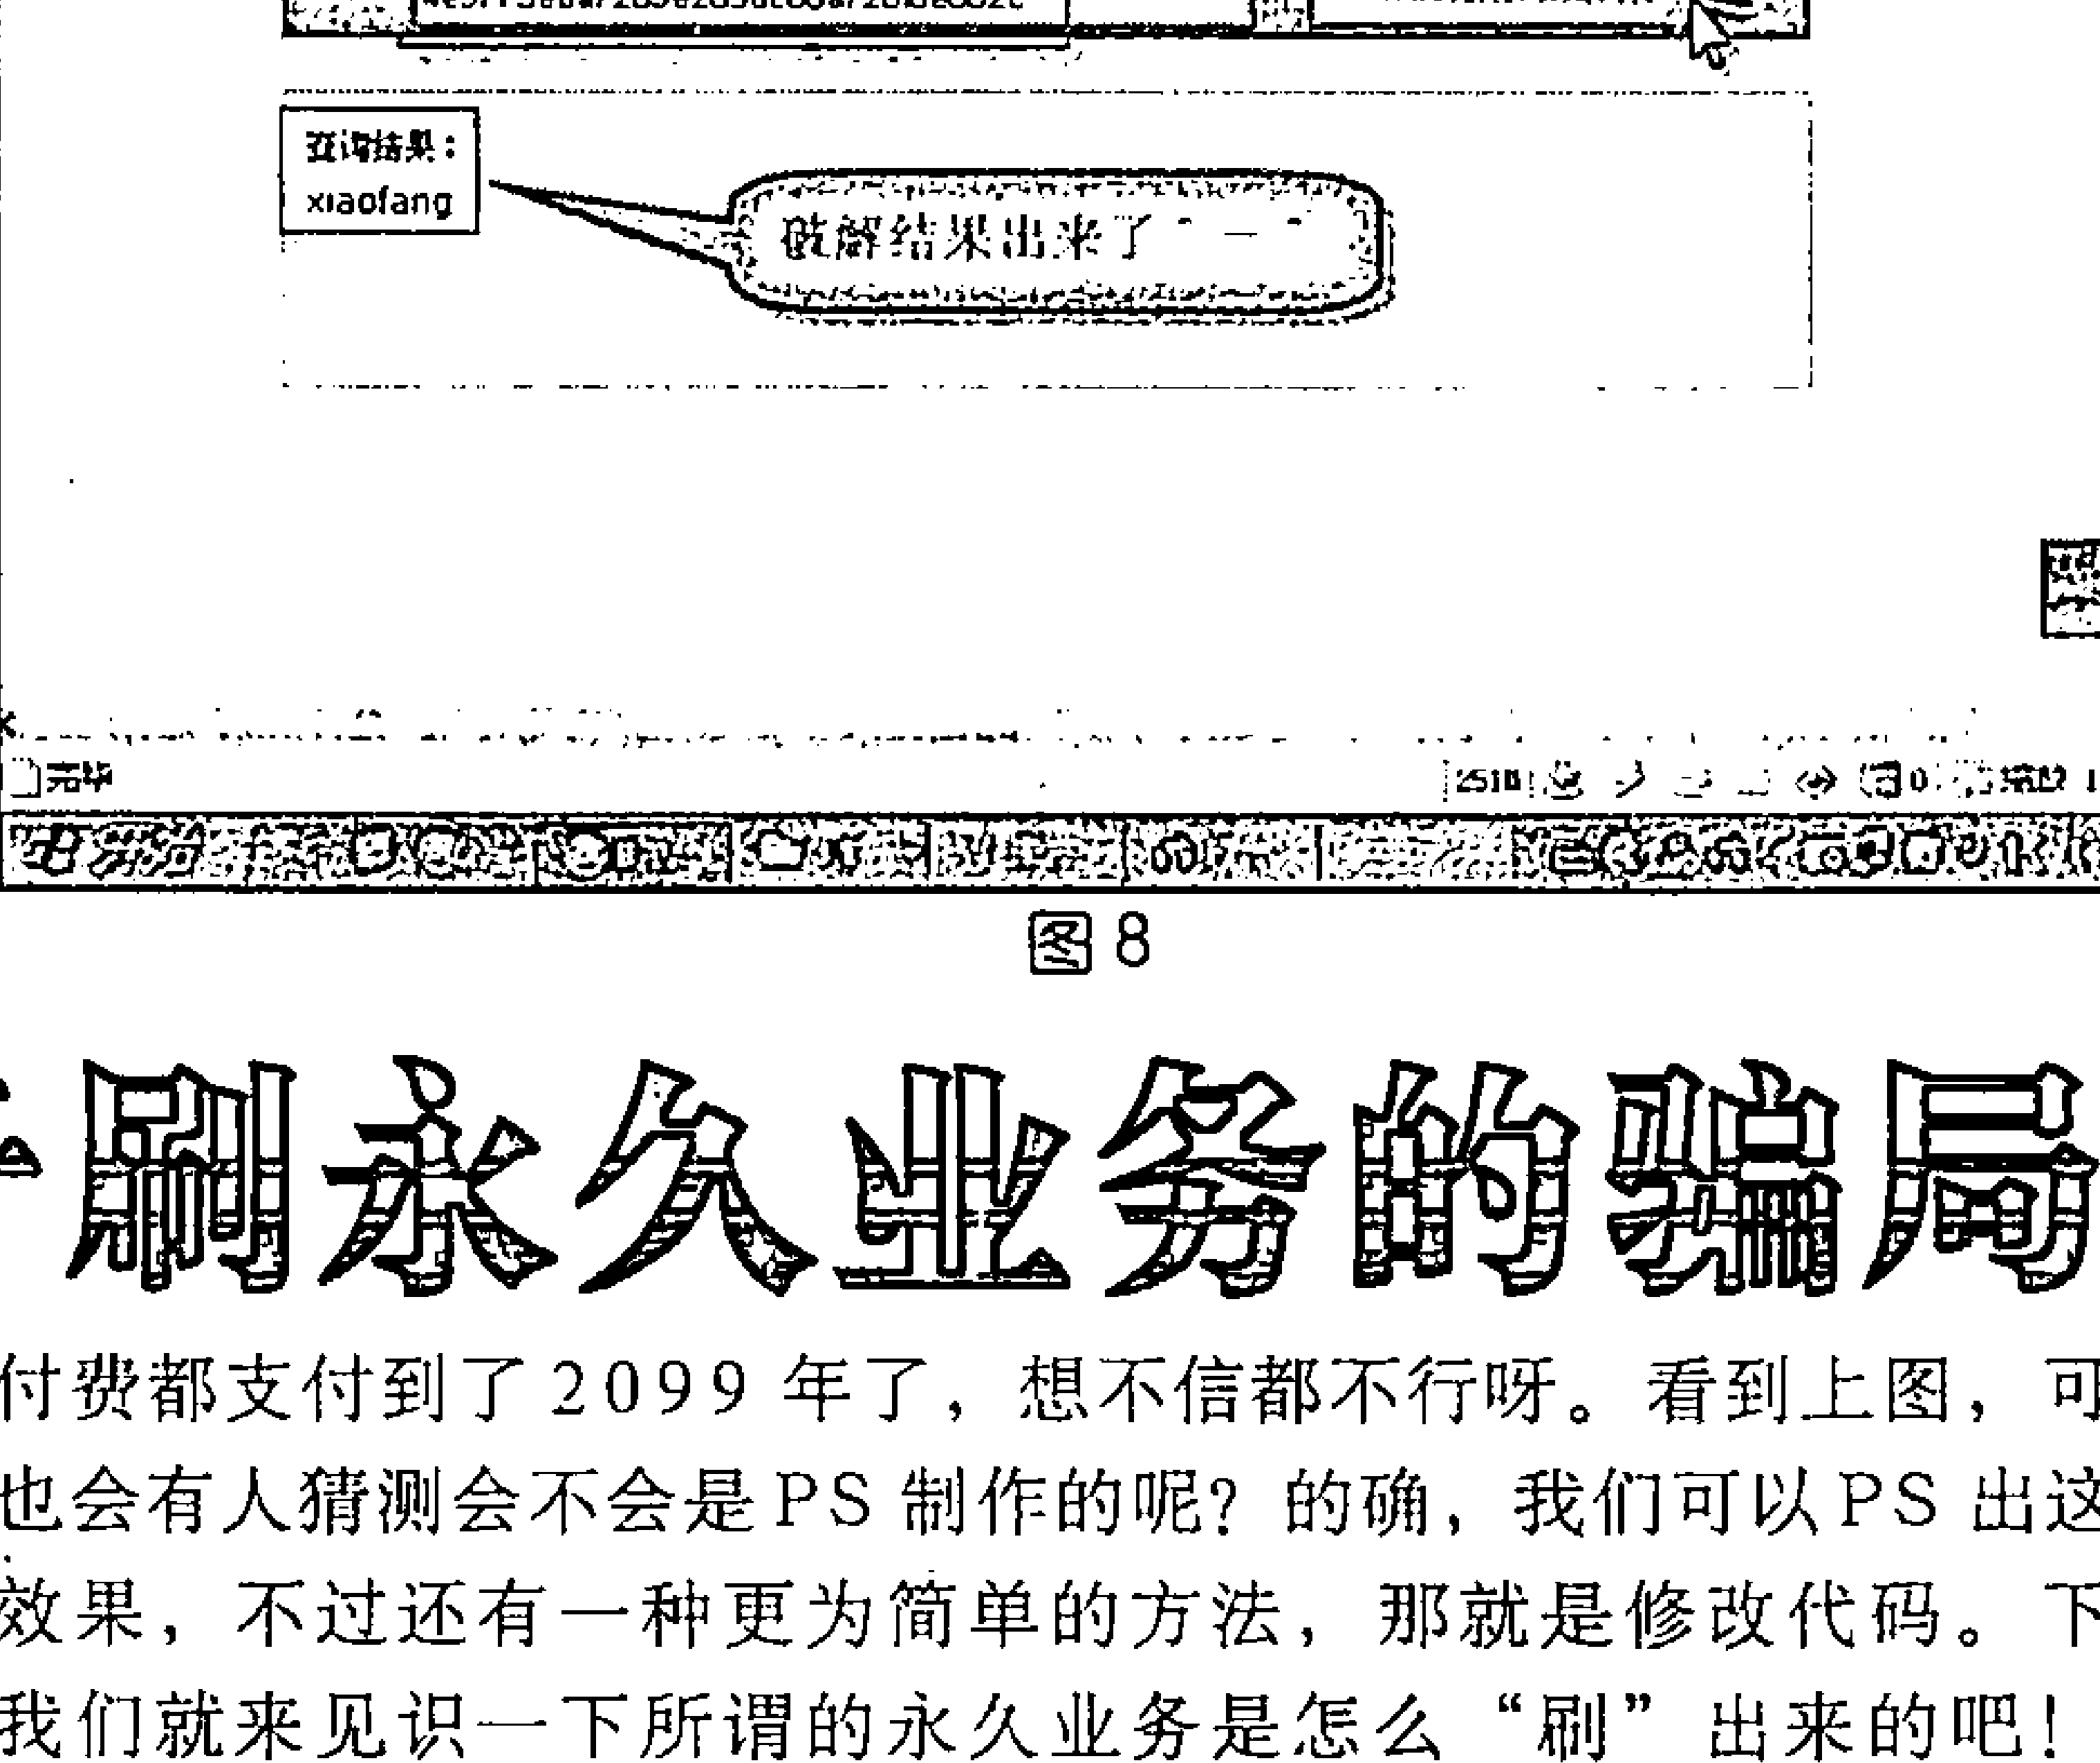 查询结果:
xiaofang
破解结果出来了^_^
图8
刷永久业务的骗局
付费都支付到了2099年了，想不信都不行呀。看到上图，可
也会有人猜测会不会是PS制作的呢？的确，我们可以PS出这
效果，不过还有一种更为简单的方法，那就是修改代码。下
我们就来见识一下所谓的永久业务是怎么“刷”出来的吧！